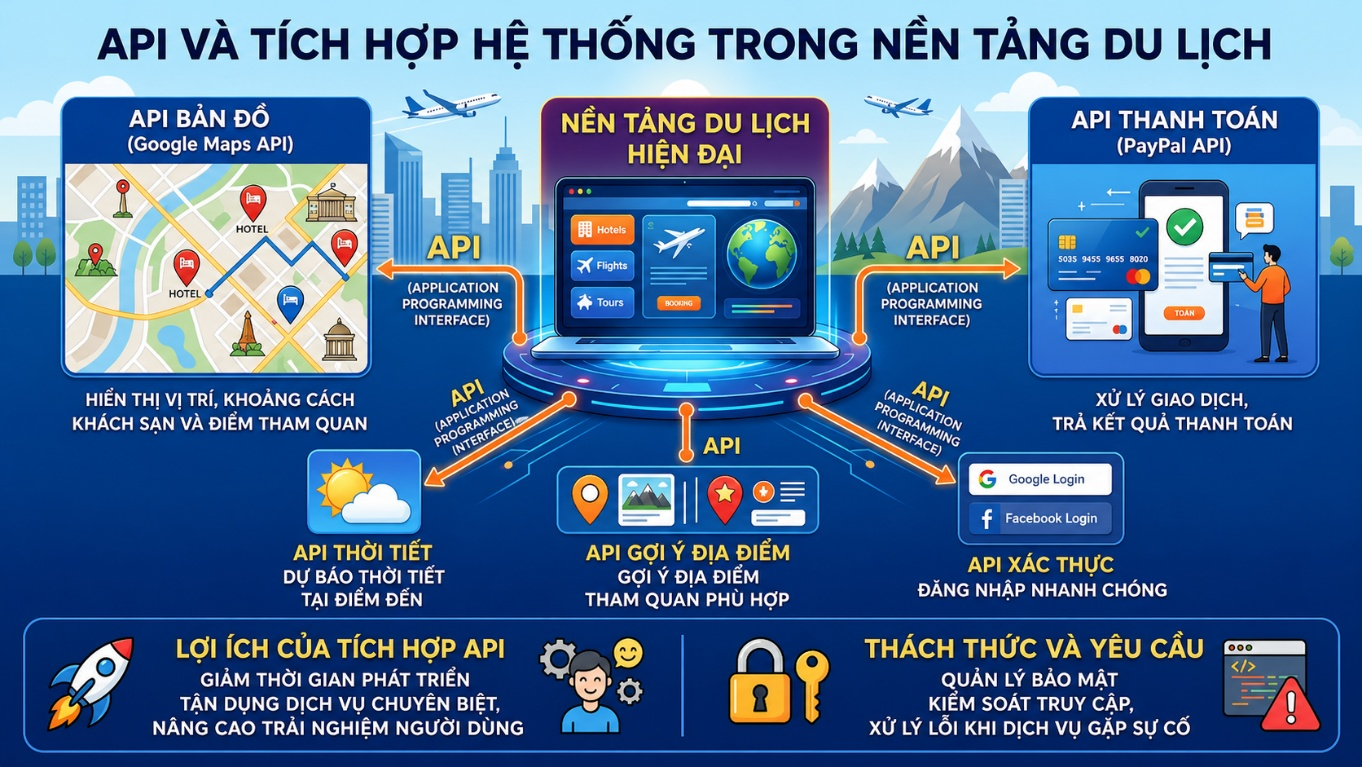 API VÀ TÍCH HỢP HỆ THỐNG TRONG NỀN TẢNG DU LỊCH
API BẢN ĐỒ
(Google Maps API)
HOTEL
HOTEL
HIỂN THỊ VỊ TRÍ, KHOẢNG CÁCH
KHÁCH SẠN VÀ ĐIỂM THAM QUAN
API
(APPLICATION
PROGRAMMING
INTERFACE)
NỀN TẢNG DU LỊCH
HIỆN ĐẠI
Hotels
Flights
Tours
BOOKING
API
(APPLICATION
PROGRAMMING
INTERFACE)
API THANH TOÁN
(PayPal API)
5035 9455 9655 8020
TOÁN
XỬ LÝ GIAO DỊCH,
TRẢ KẾT QUẢ THANH TOÁN
API
(APPLICATION
PROGRAMMING
(INTERFACE)
API THỜI TIẾT
DỰ BÁO THỜI TIẾT
TẠI ĐIỂM ĐẾN
API
API GỢI Ý ĐỊA ĐIỂM
GỢI Ý ĐỊA ĐIỂM
THAM QUAN PHÙ HỢP
API
(APPLICATION
PROGRAMMING
(INTERFACE)
G Google Login
f Facebook Login
API XÁC THỰC
ĐĂNG NHẬP NHANH CHÓNG
LỢI ÍCH CỦA TÍCH HỢP API
GIẢM THỜI GIAN PHÁT TRIỂN
TẬN DỤNG DỊCH VỤ CHUYÊN BIỆT,
NÂNG CAO TRẢI NGHIỆM NGƯỜI DÙNG
THÁCH THỨC VÀ YÊU CẦU
QUẢN LÝ BẢO MẬT
KIỂM SOÁT TRUY CẬP,
XỬ LÝ LỖI KHI DỊCH VỤ GẶP SỰ CỐ
</>